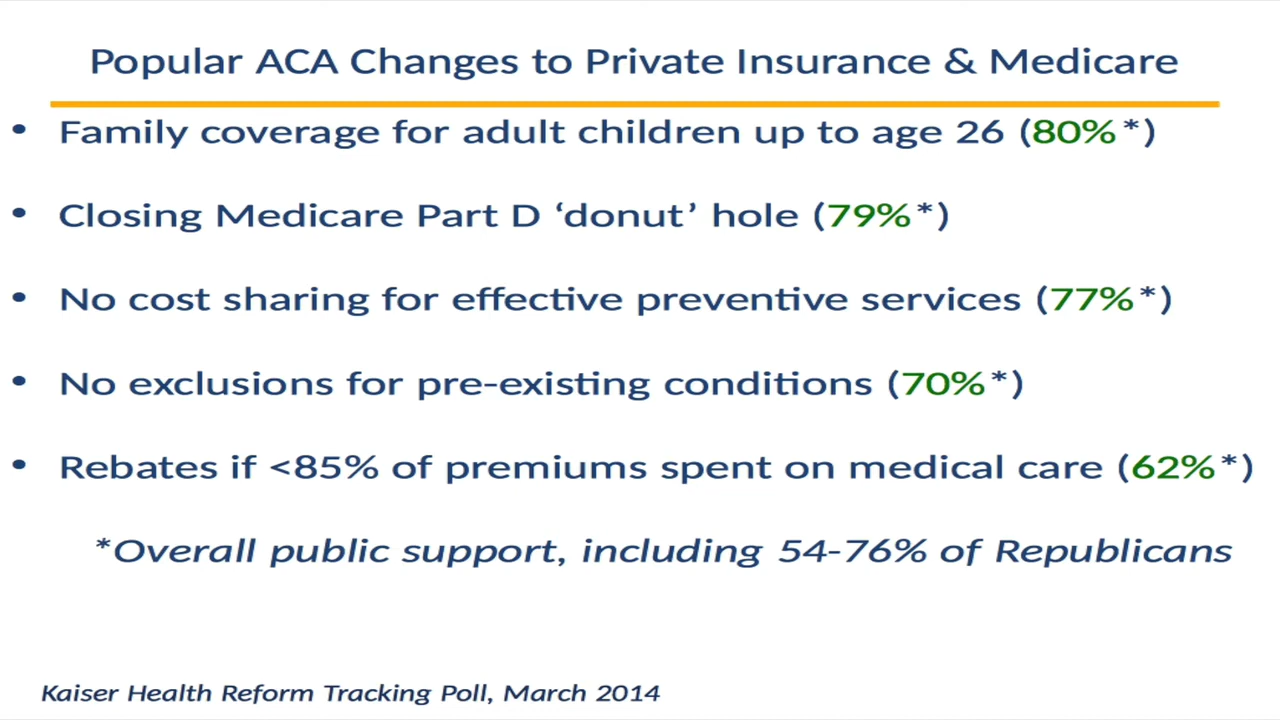 Popular ACA Changes to Private Insurance & Medicare
• Family coverage for adult children up to age 26 (80%*)
• Closing Medicare Part D ‘donut’ hole (79%*)
• No cost sharing for effective preventive services (77%*)
• No exclusions for pre-existing conditions (70%*)
• Rebates if <85% of premiums spent on medical care (62%*)
*Overall public support, including 54-76% of Republicans
Kaiser Health Reform Tracking Poll, March 2014